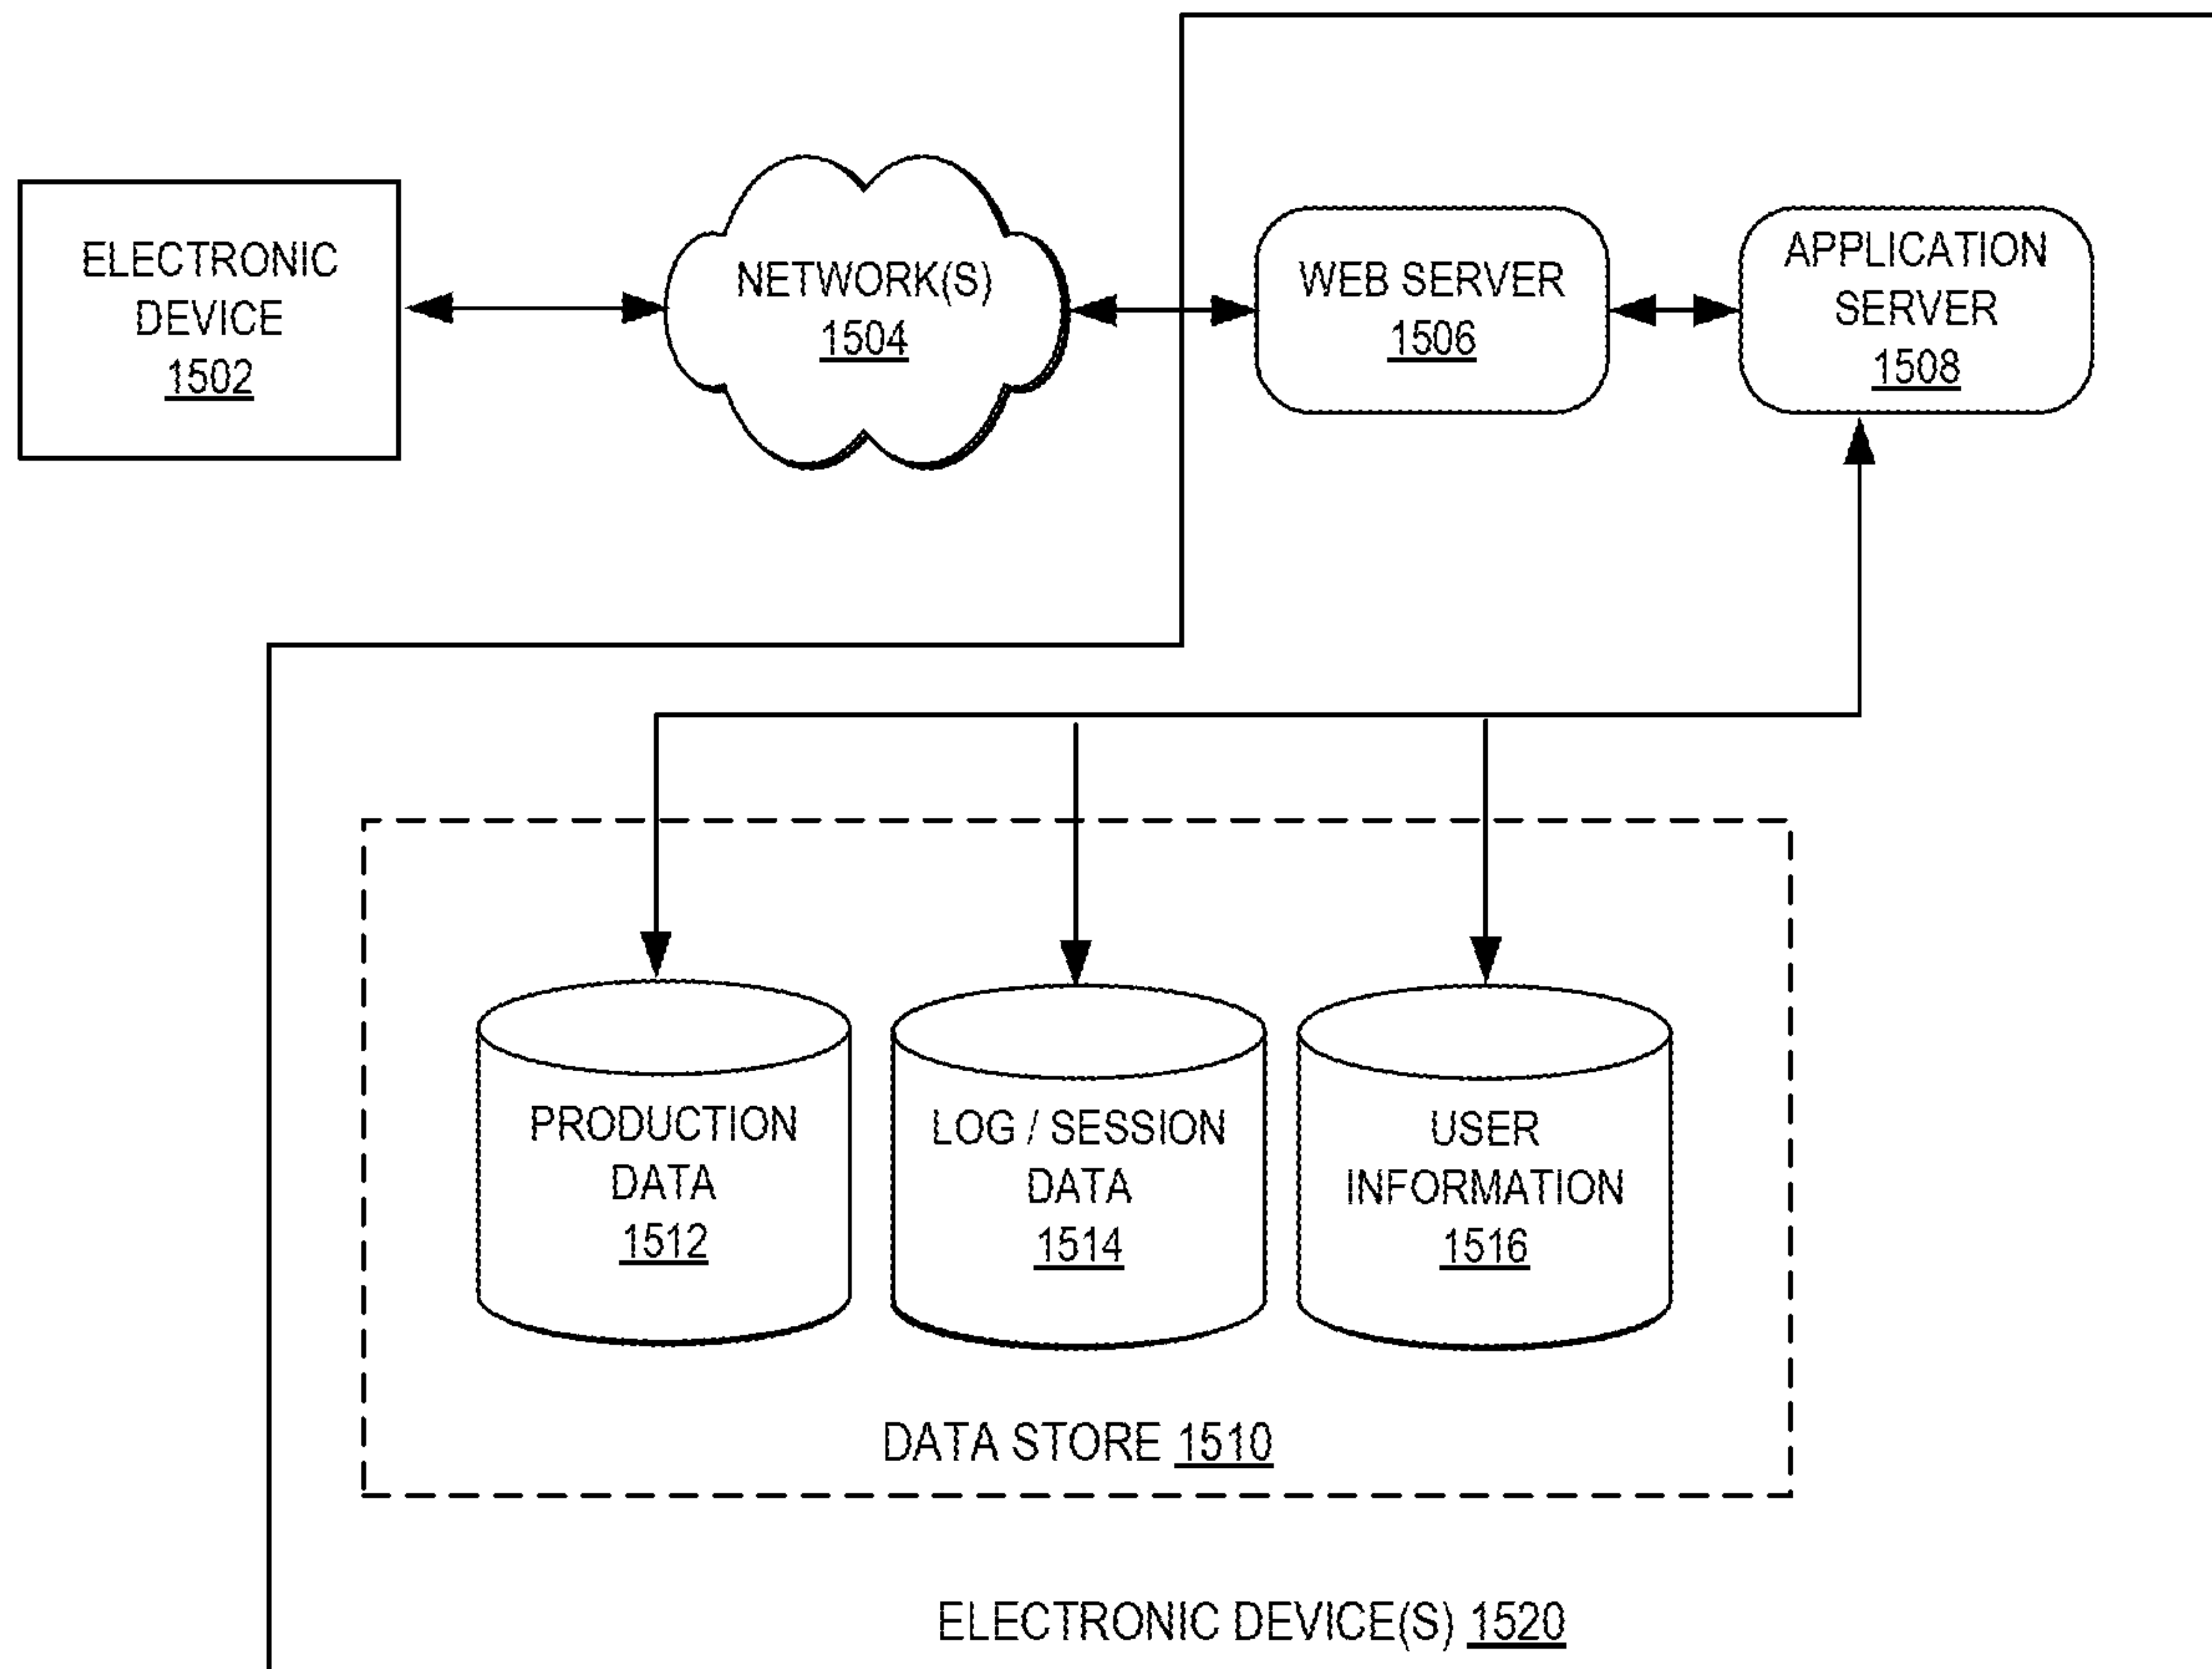 ELECTRONIC
DEVICE
1502
NETWORK(S)
1504
WEB SERVER
1506
APPLICATION
SERVER
1508
PRODUCTION
DATA
1512
LOG / SESSION
DATA
1514
USER
INFORMATION
1516
DATA STORE 1510
ELECTRONIC DEVICE(S) 1520